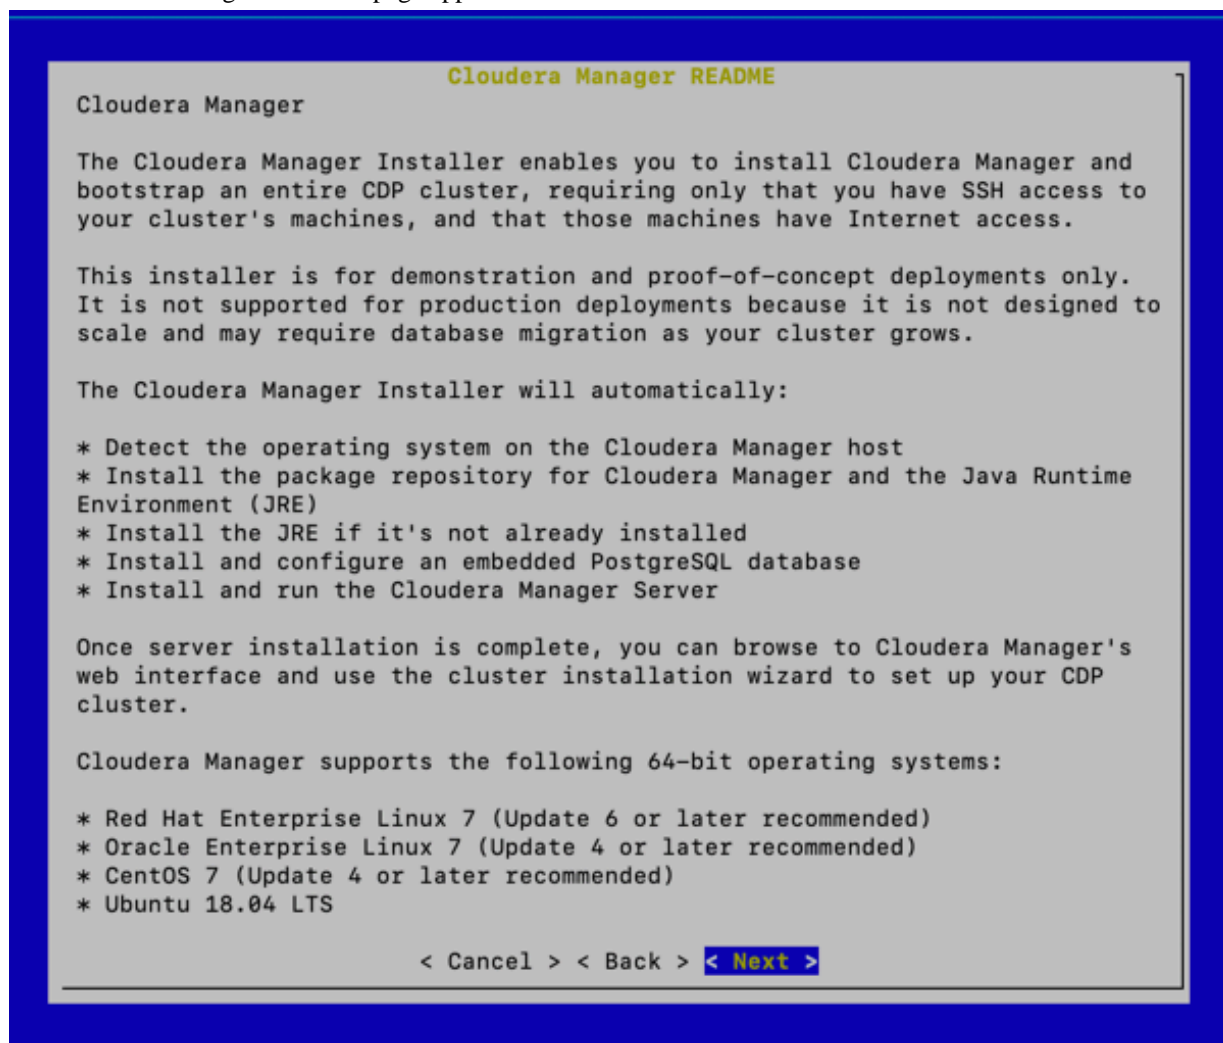 Cloudera Manager README
Cloudera Manager
The Cloudera Manager Installer enables you to install Cloudera Manager and
bootstrap an entire CDP cluster, requiring only that you have SSH access to
your cluster's machines, and that those machines have Internet access.
This installer is for demonstration and proof-of-concept deployments only.
It is not supported for production deployments because it is not designed to
scale and may require database migration as your cluster grows.
The Cloudera Manager Installer will automatically:
* Detect the operating system on the Cloudera Manager host
* Install the package repository for Cloudera Manager and the Java Runtime
Environment (JRE)
* Install the JRE if it's not already installed
* Install and configure an embedded PostgreSQL database
* Install and run the Cloudera Manager Server
Once server installation is complete, you can browse to Cloudera Manager's
web interface and use the cluster installation wizard to set up your CDP
cluster.
Cloudera Manager supports the following 64-bit operating systems:
* Red Hat Enterprise Linux 7 (Update 6 or later recommended)
* Oracle Enterprise Linux 7 (Update 4 or later recommended)
* CentOS 7 (Update 4 or later recommended)
* Ubuntu 18.04 LTS
< Cancel > < Back > < Next >